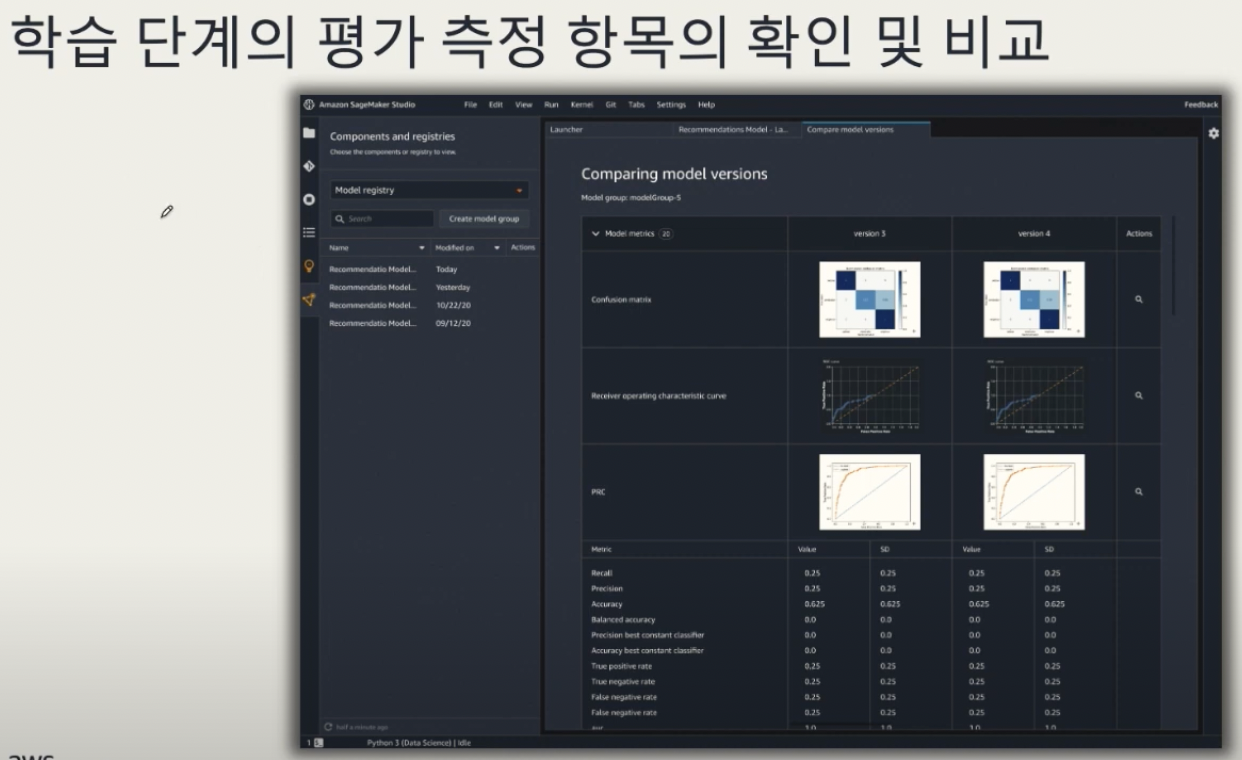 학습 단계의 평가 측정 항목의 확인 및 비교
Amazon SageMaker Studio File Edit View Run Kernel Git Tabs Settings Help Feedback
Components and registries
Choose the components or registry to view.
Model registry
Search Create model group
Name Modified on Actions
Recommendatio Model... Today
Recommendatio Model... Yesterday
Recommendatio Model... 10/22/20
Recommendatio Model... 09/12/20
half a minute ago
Launcher Recommendations Model - La... Compare model versions
Comparing model versions
Model group: modelGroup-5
Model metrics 20 version 3 version 4 Actions
Confusion matrix
Receiver operating characteristic curve
PRC
Metric Value SD Value SD
Recall 0.25 0.25 0.25 0.25
Precision 0.25 0.25 0.25 0.25
Accuracy 0.625 0.625 0.625 0.625
Balanced accuracy 0.0 0.0 0.0 0.0
Precision best constant classifier 0.0 0.0 0.0 0.0
Accuracy best constant classifier 0.0 0.0 0.0 0.0
True positive rate 0.25 0.25 0.25 0.25
True negative rate 0.25 0.25 0.25 0.25
False negative rate 0.25 0.25 0.25 0.25
False negative rate 0.25 0.25 0.25 0.25
1 Python 3 (Data Science) | Idle
aws